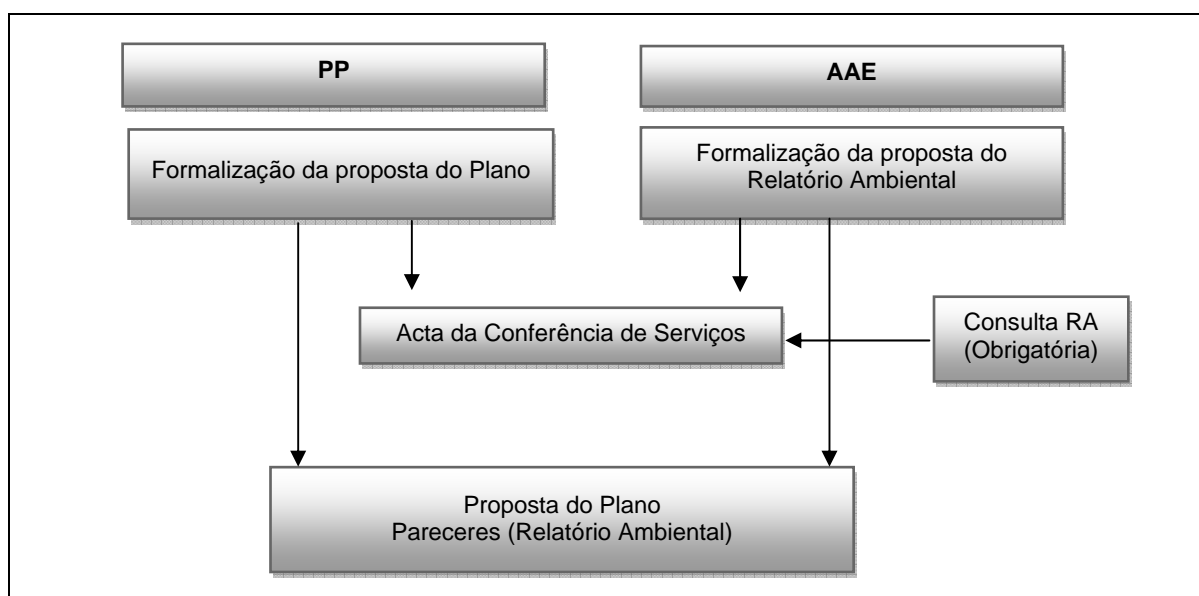 PP
AAE
Formalização da proposta do Plano
Formalização da proposta do
Relatório Ambiental
Acta da Conferência de Serviços
Consulta RA
(Obrigatória)
Proposta do Plano
Pareceres (Relatório Ambiental)